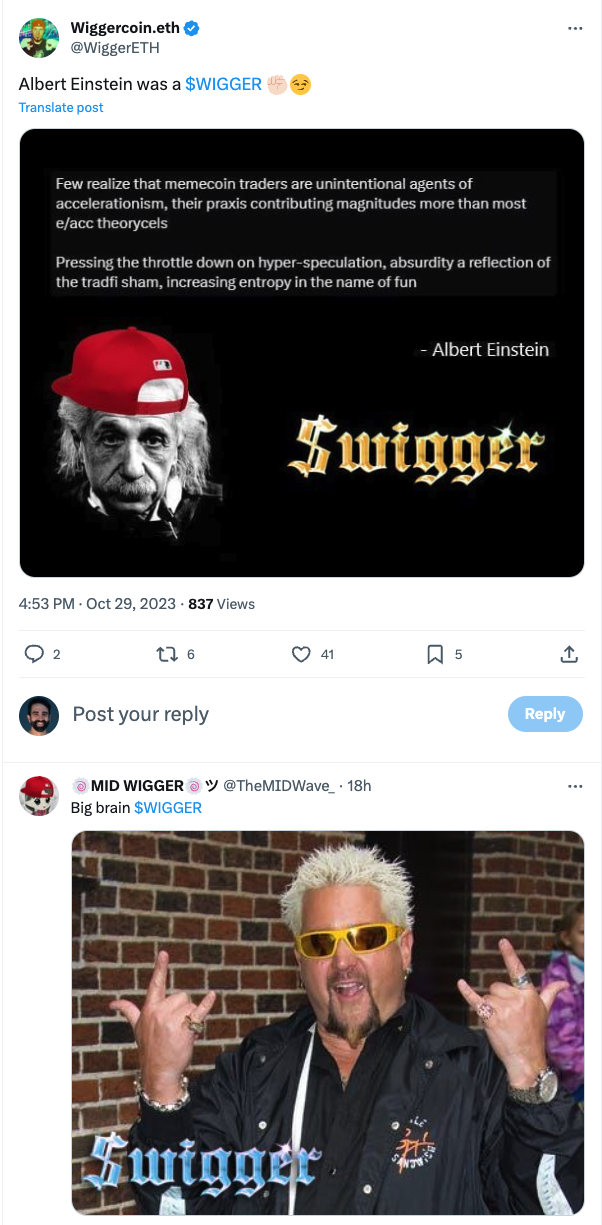 Wiggercoin.eth
@WiggerETH
Albert Einstein was a $WIGGER ✊🏻😏
Translate post
Few realize that memecoin traders are unintentional agents of
accelerationism, their praxis contributing magnitudes more than most
e/acc theorycels
Pressing the throttle down on hyper-speculation, absurdity a reflection of
the tradfi sham, increasing entropy in the name of fun
- Albert Einstein
$wigger
4:53 PM · Oct 29, 2023 · 837 Views
2 6 41 5
Post your reply Reply
🍥MID WIGGER🍥ツ @TheMIDWave_ · 18h
Big brain $WIGGER
SANDWICH
$wigger